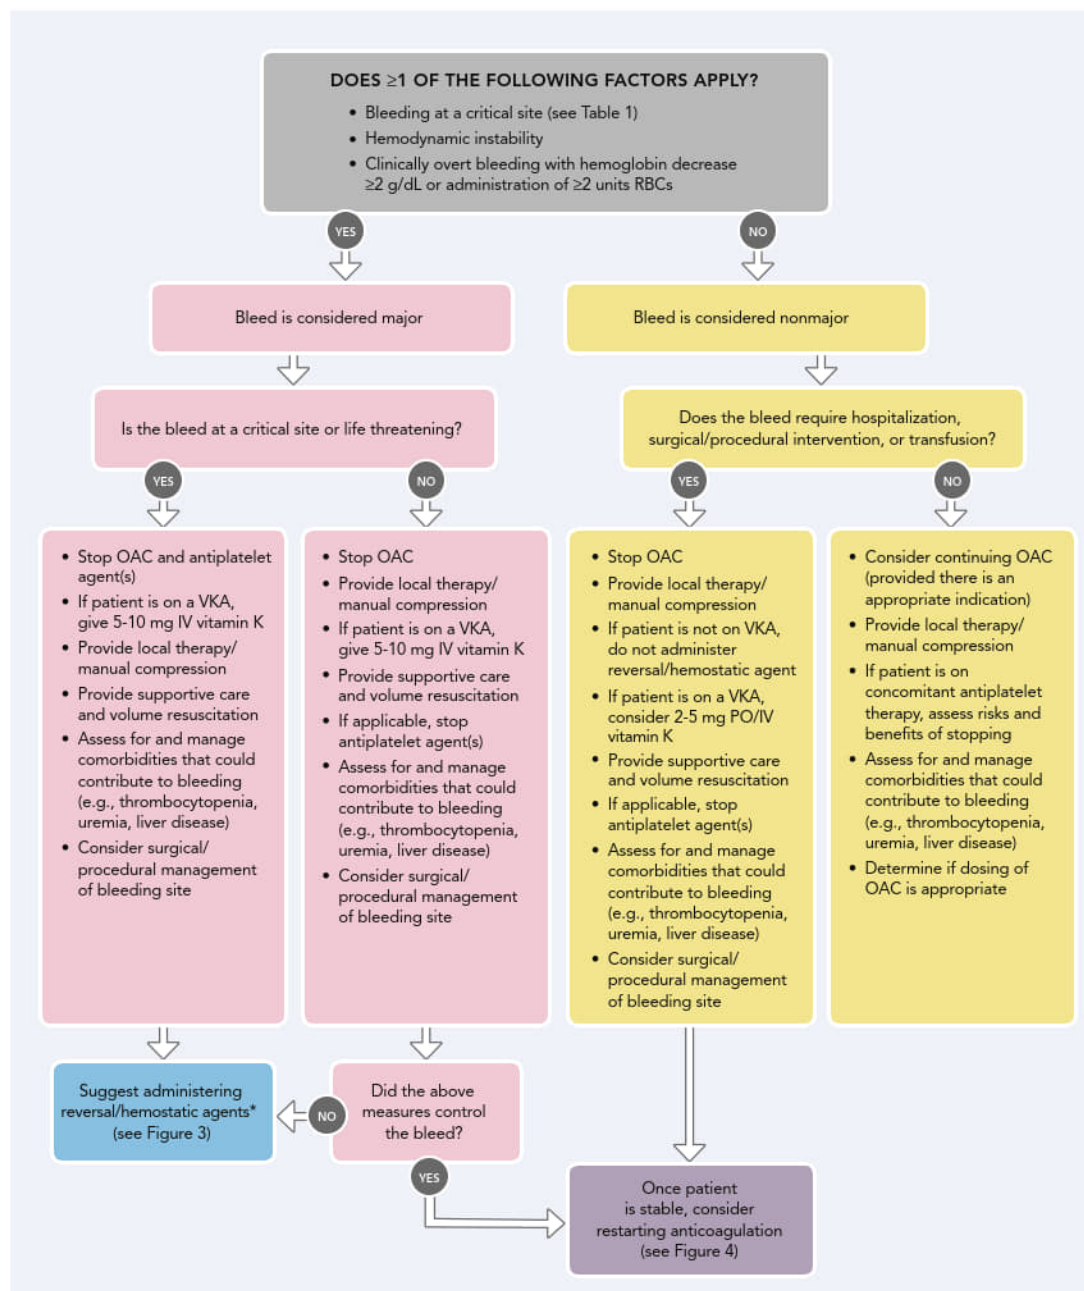 DOES ≥1 OF THE FOLLOWING FACTORS APPLY?
• Bleeding at a critical site (see Table 1)
• Hemodynamic instability
• Clinically overt bleeding with hemoglobin decrease
≥2 g/dL or administration of ≥2 units RBCs
YES
NO
Bleed is considered major
Bleed is considered nonmajor
Is the bleed at a critical site or life threatening?
Does the bleed require hospitalization,
surgical/procedural intervention, or transfusion?
YES
NO
YES
NO
• Stop OAC and antiplatelet
agent(s)
• If patient is on a VKA,
give 5-10 mg IV vitamin K
• Provide local therapy/
manual compression
• Provide supportive care
and volume resuscitation
• Assess for and manage
comorbidities that could
contribute to bleeding
(e.g., thrombocytopenia,
uremia, liver disease)
• Consider surgical/
procedural management
of bleeding site
• Stop OAC
• Provide local therapy/
manual compression
• If patient is on a VKA,
give 5-10 mg IV vitamin K
• Provide supportive care
and volume resuscitation
• If applicable, stop
antiplatelet agent(s)
• Assess for and manage
comorbidities that could
contribute to bleeding
(e.g., thrombocytopenia,
uremia, liver disease)
• Consider surgical/
procedural management
of bleeding site
• Stop OAC
• Provide local therapy/
manual compression
• If patient is not on VKA,
do not administer
reversal/hemostatic agent
• If patient is on a VKA,
consider 2-5 mg PO/IV
vitamin K
• Provide supportive care
and volume resuscitation
• If applicable, stop
antiplatelet agent(s)
• Assess for and manage
comorbidities that could
contribute to bleeding
(e.g., thrombocytopenia,
uremia, liver disease)
• Consider surgical/
procedural management
of bleeding site
• Consider continuing OAC
(provided there is an
appropriate indication)
• Provide local therapy/
manual compression
• If patient is on
concomitant antiplatelet
therapy, assess risks and
benefits of stopping
• Assess for and manage
comorbidities that could
contribute to bleeding
(e.g., thrombocytopenia,
uremia, liver disease)
• Determine if dosing of
OAC is appropriate
Suggest administering
reversal/hemostatic agents*
(see Figure 3)
NO
Did the above
measures control
the bleed?
YES
Once patient
is stable, consider
restarting anticoagulation
(see Figure 4)